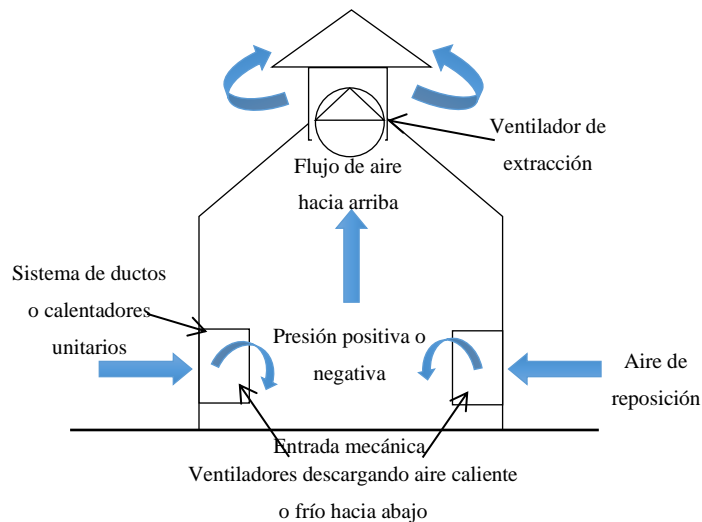 Ventilador de
extracción
Flujo de aire
hacia arriba
Sistema de ductos
o calentadores
unitarios
Presión positiva o
negativa
Aire de
reposición
Entrada mecánica
Ventiladores descargando aire caliente
o frío hacia abajo